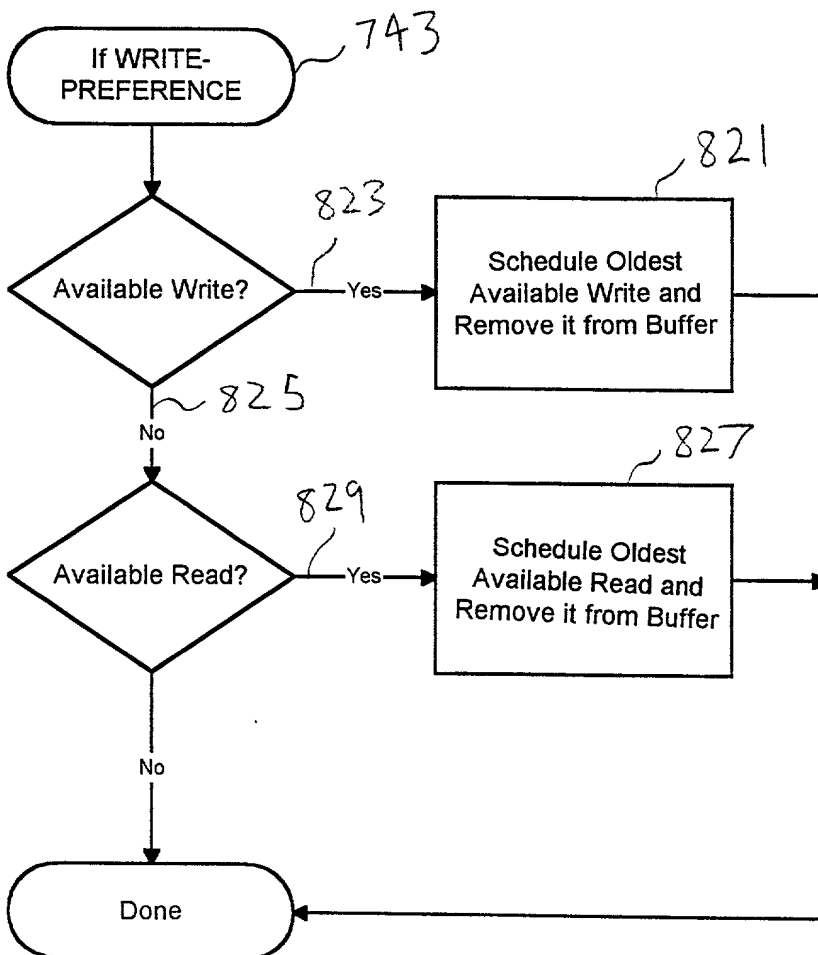 If WRITE-
PREFERENCE
743
Available Write?
823
Yes
821
Schedule Oldest
Available Write and
Remove it from Buffer
825
No
Available Read?
829
Yes
827
Schedule Oldest
Available Read and
Remove it from Buffer
No
Done